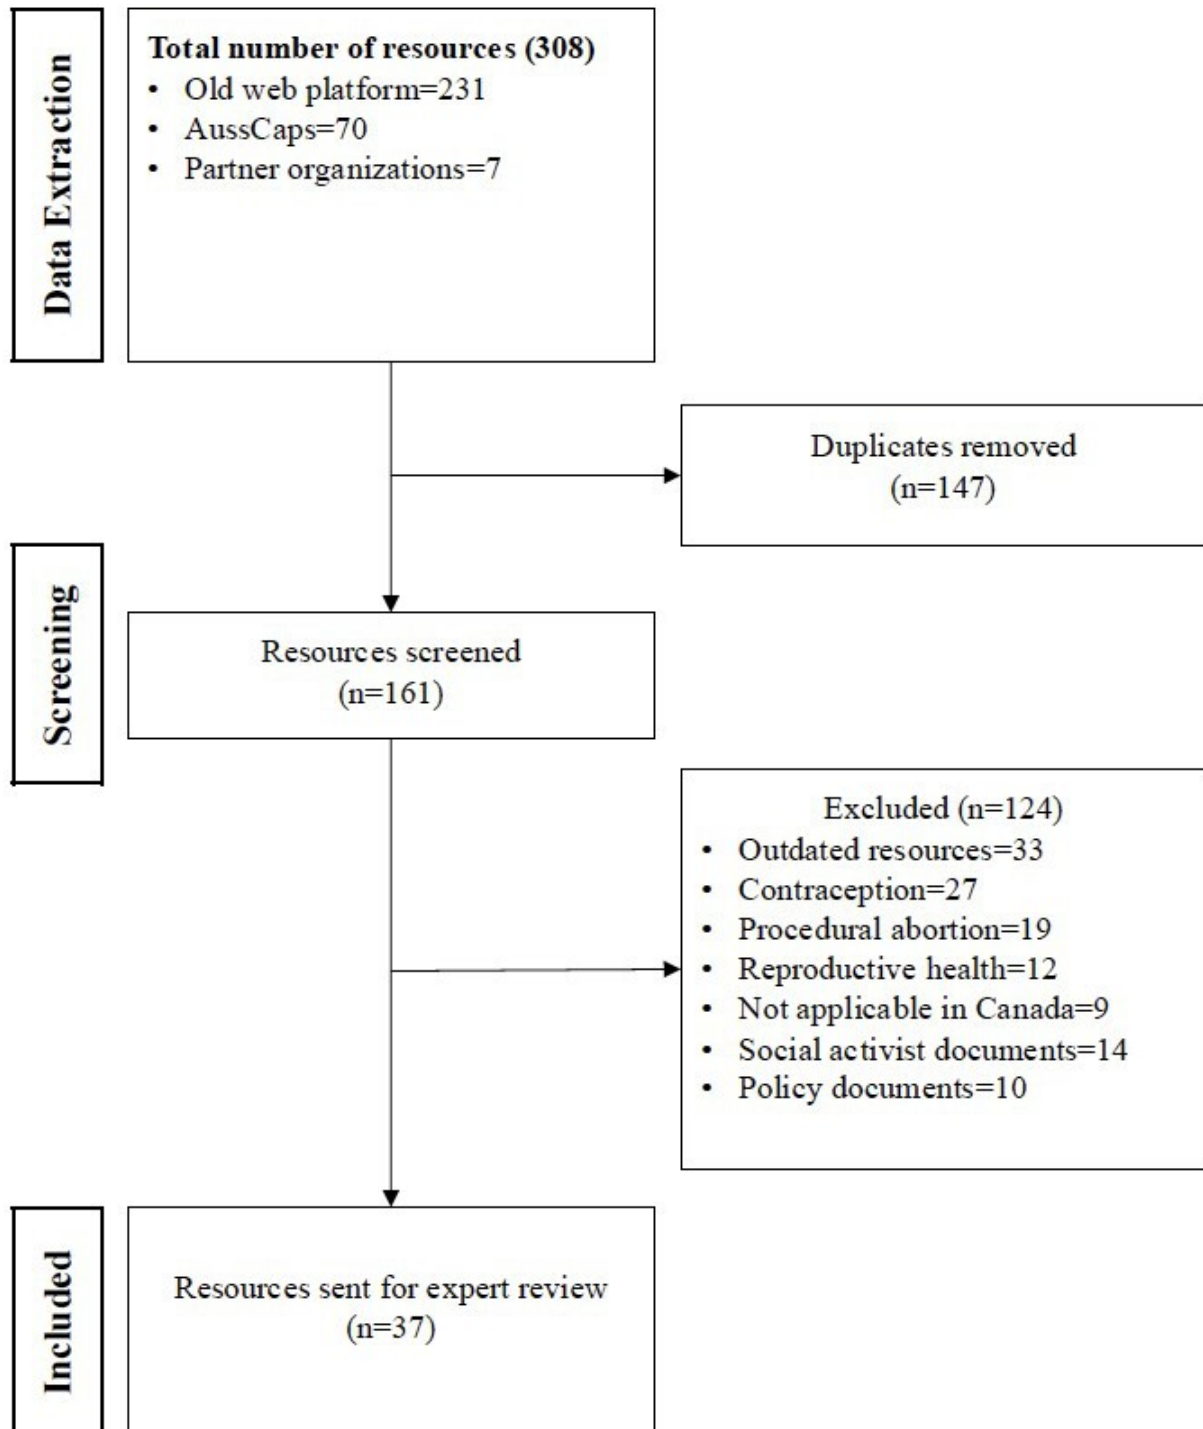 Data Extraction
Total number of resources (308)
• Old web platform=231
• AussCaps=70
• Partner organizations=7
Duplicates removed
(n=147)
Screening
Resources screened
(n=161)
Excluded (n=124)
• Outdated resources=33
• Contraception=27
• Procedural abortion=19
• Reproductive health=12
• Not applicable in Canada=9
• Social activist documents=14
• Policy documents=10
Included
Resources sent for expert review
(n=37)